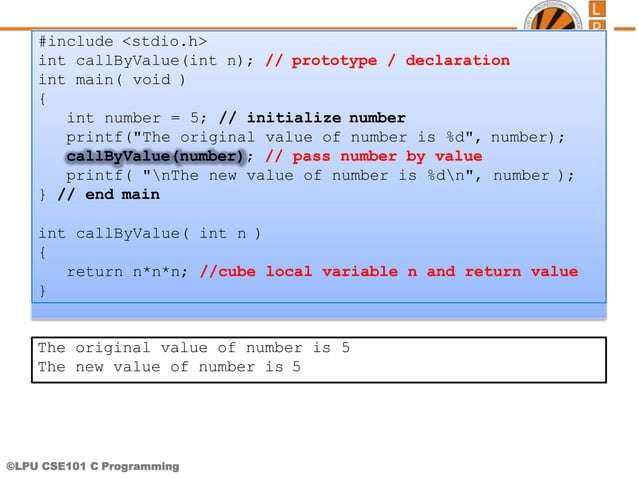 L
P
#include <stdio.h>
int callByValue(int n); // prototype / declaration
int main( void )
{
int number = 5; // initialize number
printf("The original value of number is %d", number);
callByValue(number); // pass number by value
printf( "\nThe new value of number is %d\n", number );
} // end main
int callByValue( int n )
{
return n*n*n; //cube local variable n and return value
}
The original value of number is 5
The new value of number is 5
©LPU CSE101 C Programming